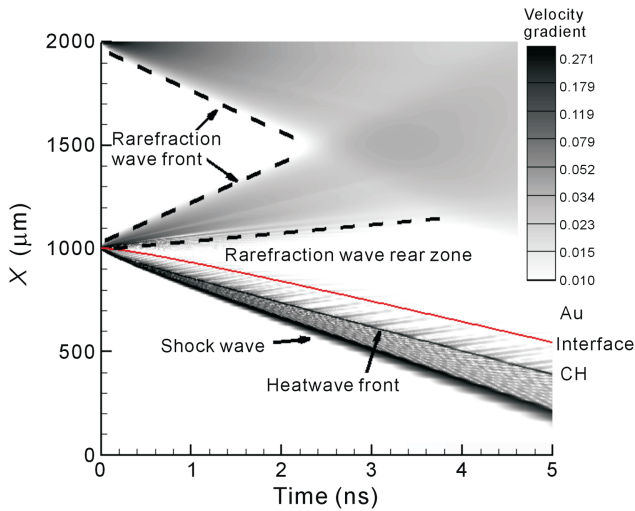 Velocity
gradient
2000
0.271
0.179
0.119
0.079
0.052
0.034
0.023
0.015
0.010
1500
Rarefraction
wave front
X (μm)
1000
Rarefraction wave rear zone
Au
Interface
CH
500
Shock wave
Heatwave front
0
0
1
2
3
4
5
Time (ns)